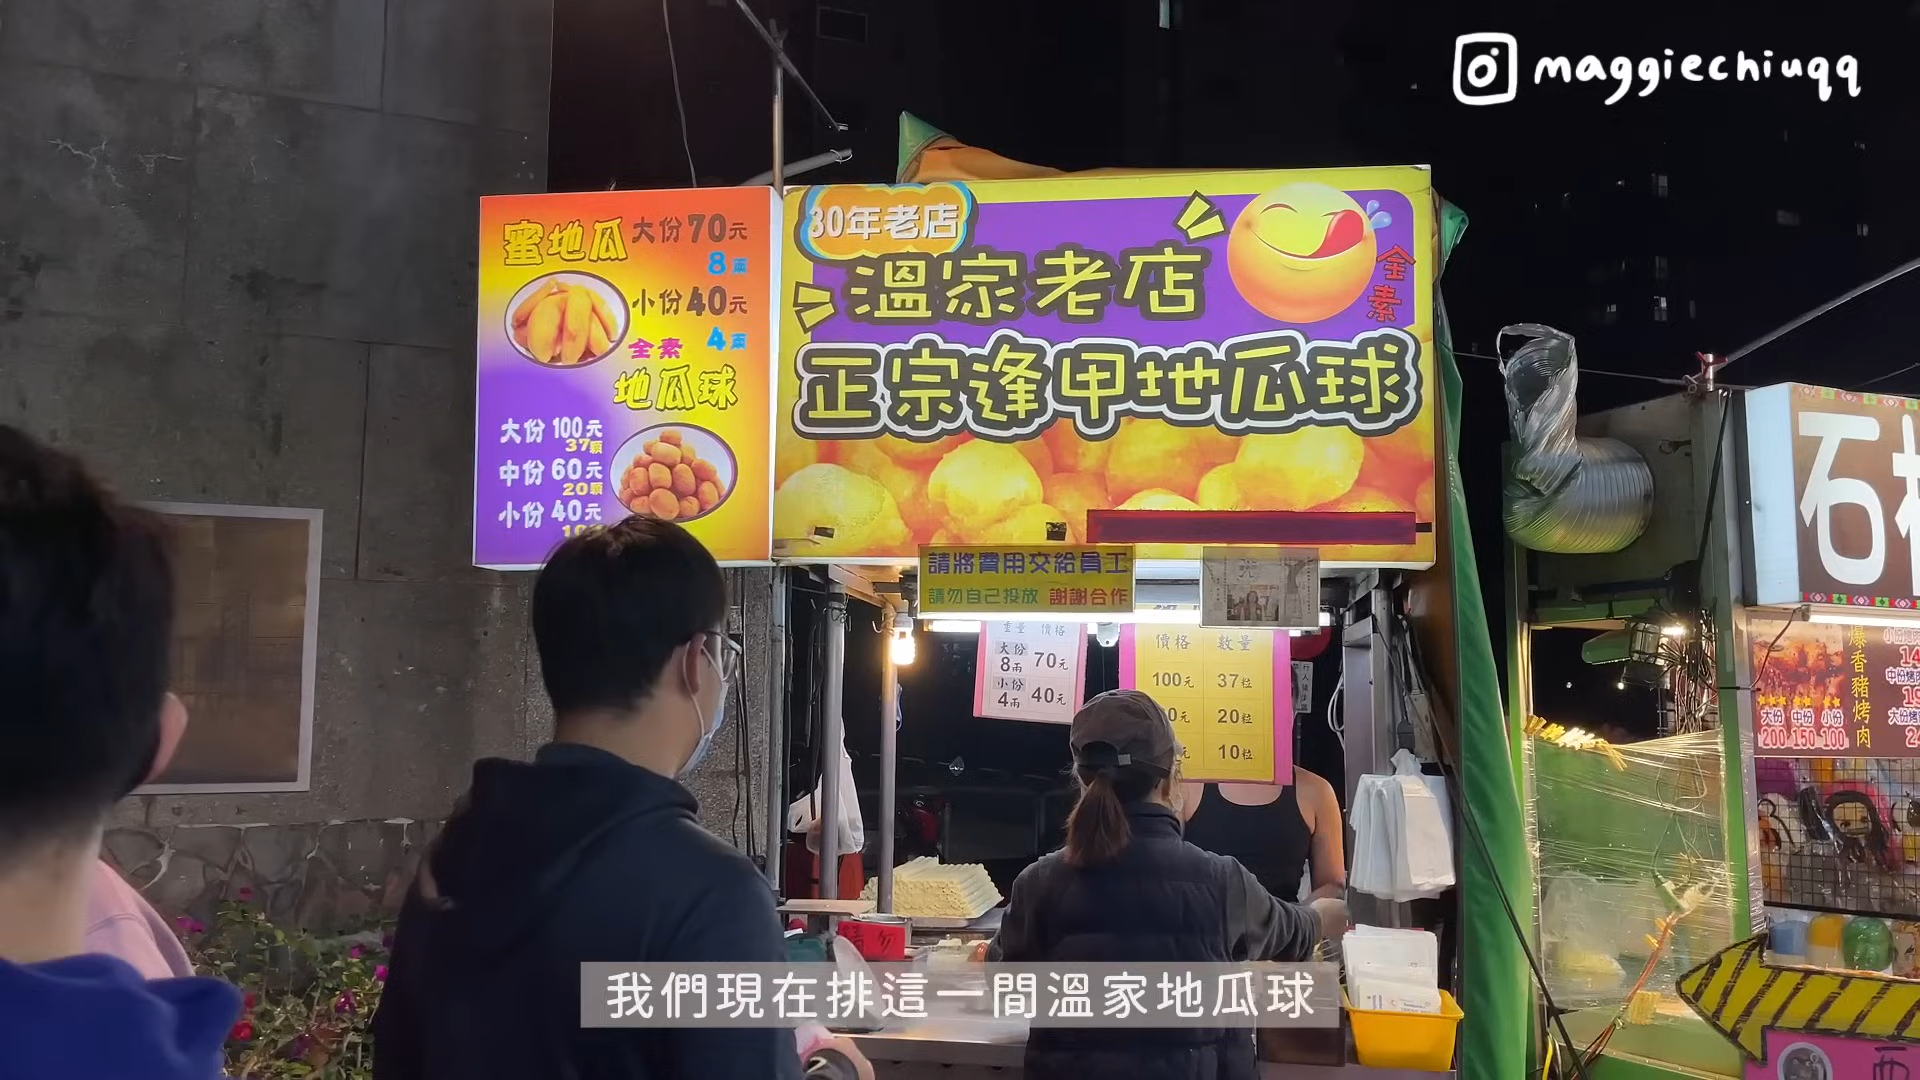 maggiechiuqq
蜜地瓜 大份70元
8兩
小份40元
全素 4兩
地瓜球
大份 100元
37顆
中份 60元
20顆
小份 40元
30年老店
溫家老店
全素
正宗逢甲地瓜球
請將費用交給員工
請勿自己投放 謝謝合作
重量 價格
大份 8兩 70元
小份 4兩 40元
價格 數量
100元 37粒
0元 20粒
元 10粒
請勿
石
爆香豬烤肉
大份 中份 小份
200 150 100
我們現在排這一間溫家地瓜球